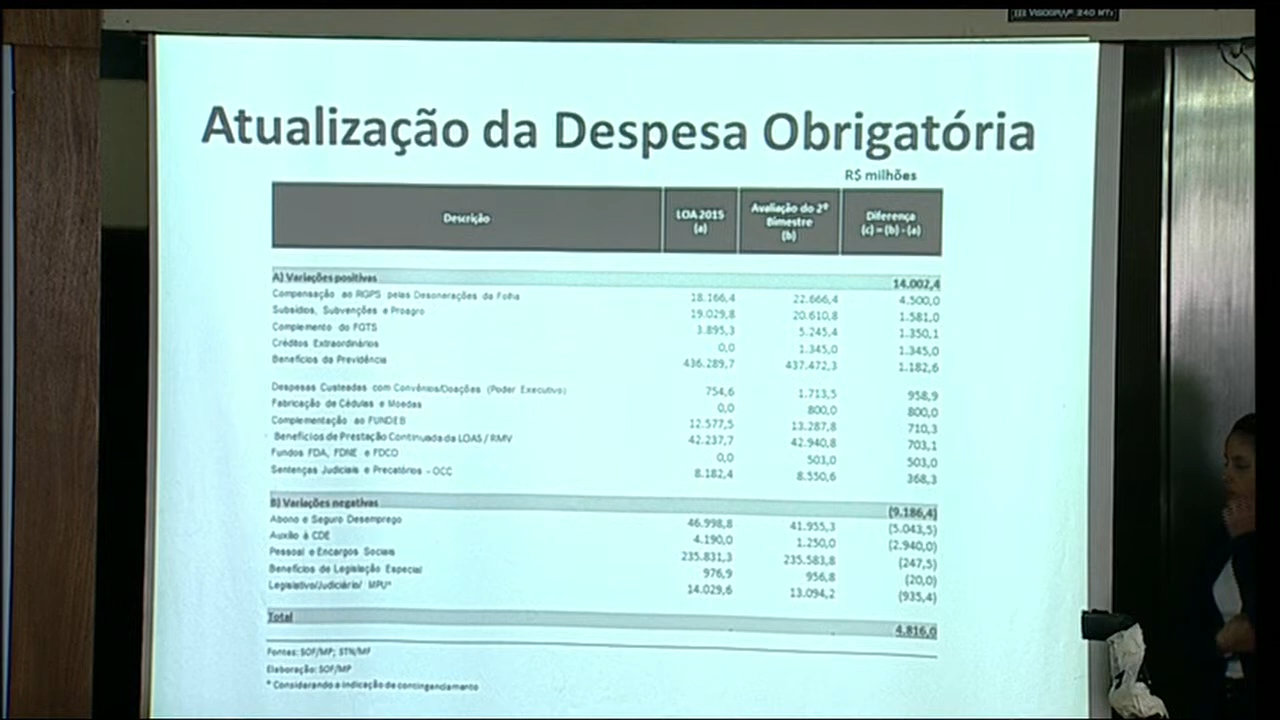 Atualização da Despesa Obrigatória
R$ milhões
Descrição LOA 2015 (a) Avaliação do 2º Bimestre (b) Diferença (c) = (b) - (a)
A) Variações positivas 14.002,4
Compensação ao RGPS pelas Desonerações da Folha 18.166,4 22.666,4 4.500,0
Subsídios, Subvenções e Proagro 19.029,8 20.610,8 1.581,0
Complemento do FGTS 3.895,3 5.245,4 1.350,1
Créditos Extraordinários 0,0 1.345,0 1.345,0
Benefícios da Previdência 436.289,7 437.472,3 1.182,6
Despesas Custeadas com Convênios/Doações (Poder Executivo) 754,6 1.713,5 958,9
Fabricação de Cédulas e Moedas 0,0 800,0 800,0
Complementação ao FUNDEB 12.577,5 13.287,8 710,3
Benefícios de Prestação Continuada da LOAS / RMV 42.237,7 42.940,8 703,1
Fundos FDA, FDNE e FDCO 0,0 503,0 503,0
Sentenças Judiciais e Precatórios - OCC 8.182,4 8.550,6 368,3
B) Variações negativas (9.186,4)
Abono e Seguro Desemprego 46.998,8 41.955,3 (5.043,5)
Auxílio à CDE 4.190,0 1.250,0 (2.940,0)
Pessoal e Encargos Sociais 235.831,3 235.583,8 (247,5)
Benefícios de Legislação Especial 976,9 956,8 (20,0)
Legislativo/Judiciário/ MPU* 14.029,6 13.094,2 (935,4)
Total 4.816,0
Fontes: SOF/MP; STN/MF
Elaboração: SOF/MP
* Considerando a indicação de contingenciamento